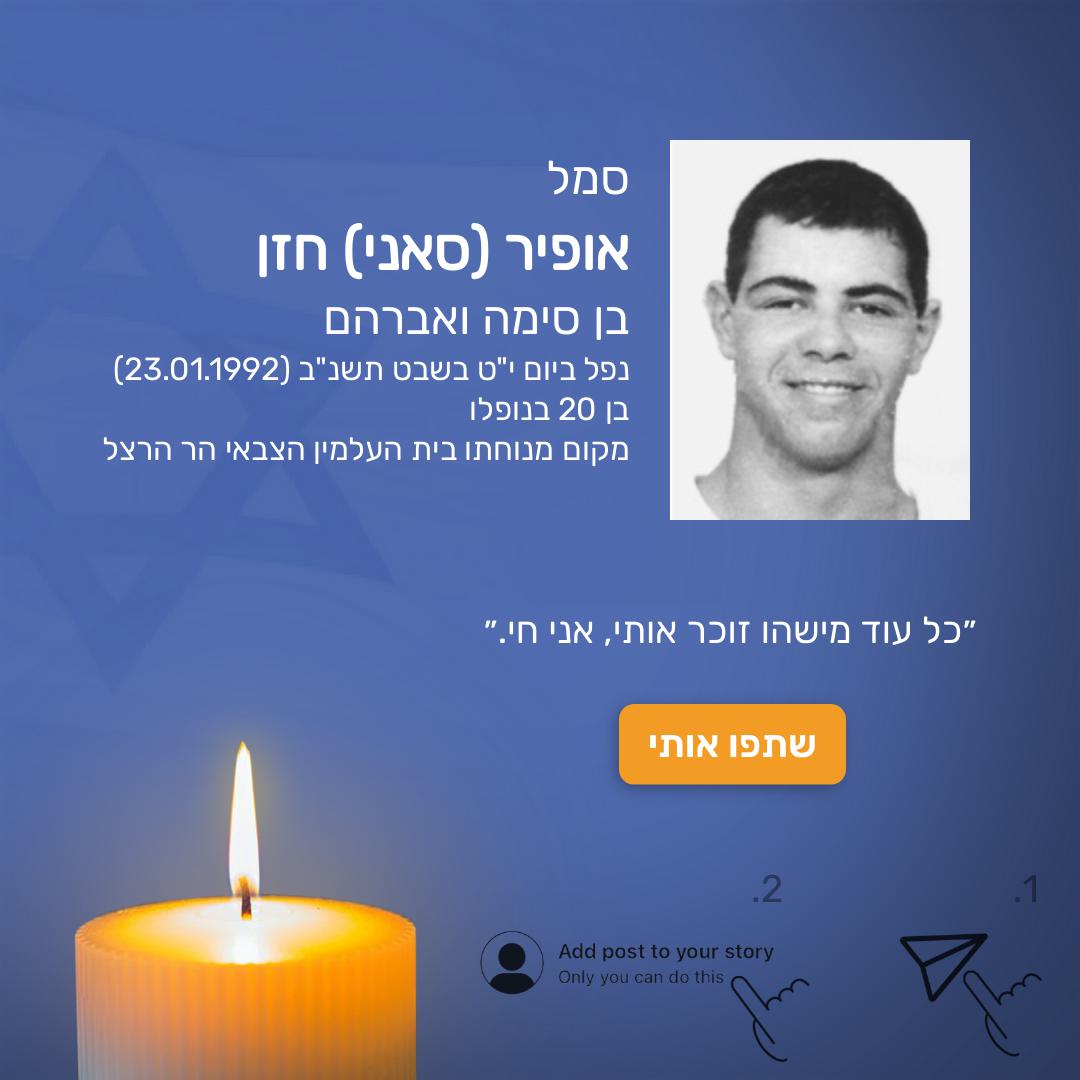 סמל
אופיר (סאני) חזן
בן סימה ואברהם
נפל ביום י"ט בשבט תשנ"ב (23.01.1992)
בן 20 בנופלו
מקום מנוחתו בית העלמין הצבאי הר הרצל
״כל עוד מישהו זוכר אותי, אני חי.״
שתפו אותי
.1
.2
Add post to your story
Only you can do this